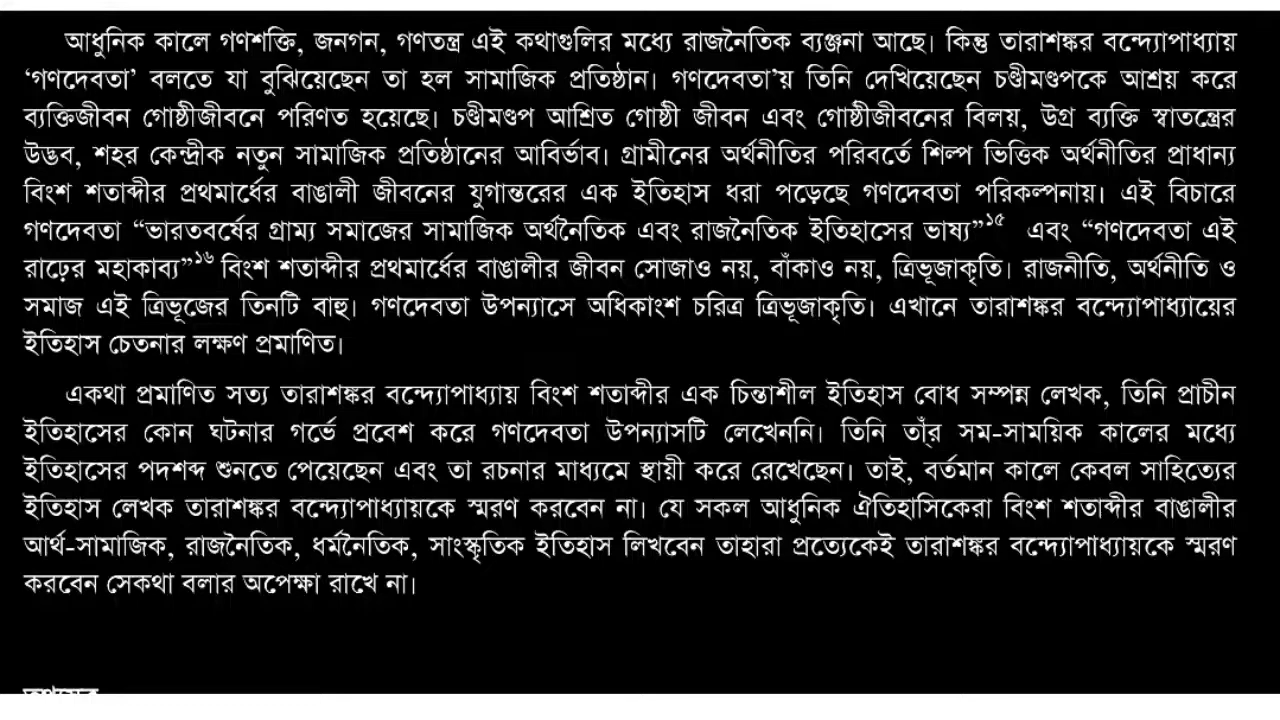 আধুনিক কালে গণশক্তি, জনগন, গণতন্ত্র এই কথাগুলির মধ্যে রাজনৈতিক ব্যঞ্জনা আছে। কিন্তু তারাশঙ্কর বন্দ্যোপাধ্যায়
‘গণদেবতা’ বলতে যা বুঝিয়েছেন তা হল সামাজিক প্রতিষ্ঠান। গণদেবতা’য় তিনি দেখিয়েছেন চণ্ডীমণ্ডপকে আশ্রয় করে
ব্যক্তিজীবন গোষ্ঠীজীবনে পরিণত হয়েছে। চণ্ডীমণ্ডপ আশ্রিত গোষ্ঠী জীবন এবং গোষ্ঠীজীবনের বিলয়, উগ্র ব্যক্তি স্বাতন্ত্রের
উদ্ভব, শহর কেন্দ্রীক নতুন সামাজিক প্রতিষ্ঠানের আবির্ভাব। গ্রামীনের অর্থনীতির পরিবর্তে শিল্প ভিত্তিক অর্থনীতির প্রাধান্য
বিংশ শতাব্দীর প্রথমার্ধের বাঙালী জীবনের যুগান্তরের এক ইতিহাস ধরা পড়েছে গণদেবতা পরিকল্পনায়। এই বিচারে
গণদেবতা “ভারতবর্ষের গ্রাম্য সমাজের সামাজিক অর্থনৈতিক এবং রাজনৈতিক ইতিহাসের ভাষ্য”১৫ এবং “গণদেবতা এই
রাঢ়ের মহাকাব্য”১৬ বিংশ শতাব্দীর প্রথমার্ধের বাঙালীর জীবন সোজাও নয়, বাঁকাও নয়, ত্রিভূজাকৃতি। রাজনীতি, অর্থনীতি ও
সমাজ এই ত্রিভূজের তিনটি বাহু। গণদেবতা উপন্যাসে অধিকাংশ চরিত্র ত্রিভূজাকৃতি। এখানে তারাশঙ্কর বন্দ্যোপাধ্যায়ের
ইতিহাস চেতনার লক্ষণ প্রমাণিত।
একথা প্রমাণিত সত্য তারাশঙ্কর বন্দ্যোপাধ্যায় বিংশ শতাব্দীর এক চিন্তাশীল ইতিহাস বোধ সম্পন্ন লেখক, তিনি প্রাচীন
ইতিহাসের কোন ঘটনার গর্ভে প্রবেশ করে গণদেবতা উপন্যাসটি লেখেননি। তিনি তাঁর সম-সাময়িক কালের মধ্যে
ইতিহাসের পদশব্দ শুনতে পেয়েছেন এবং তা রচনার মাধ্যমে স্থায়ী করে রেখেছেন। তাই, বর্তমান কালে কেবল সাহিত্যের
ইতিহাস লেখক তারাশঙ্কর বন্দ্যোপাধ্যায়কে স্মরণ করবেন না। যে সকল আধুনিক ঐতিহাসিকেরা বিংশ শতাব্দীর বাঙালীর
আর্থ-সামাজিক, রাজনৈতিক, ধর্মনৈতিক, সাংস্কৃতিক ইতিহাস লিখবেন তাহারা প্রত্যেকেই তারাশঙ্কর বন্দ্যোপাধ্যায়কে স্মরণ
করবেন সেকথা বলার অপেক্ষা রাখে না।